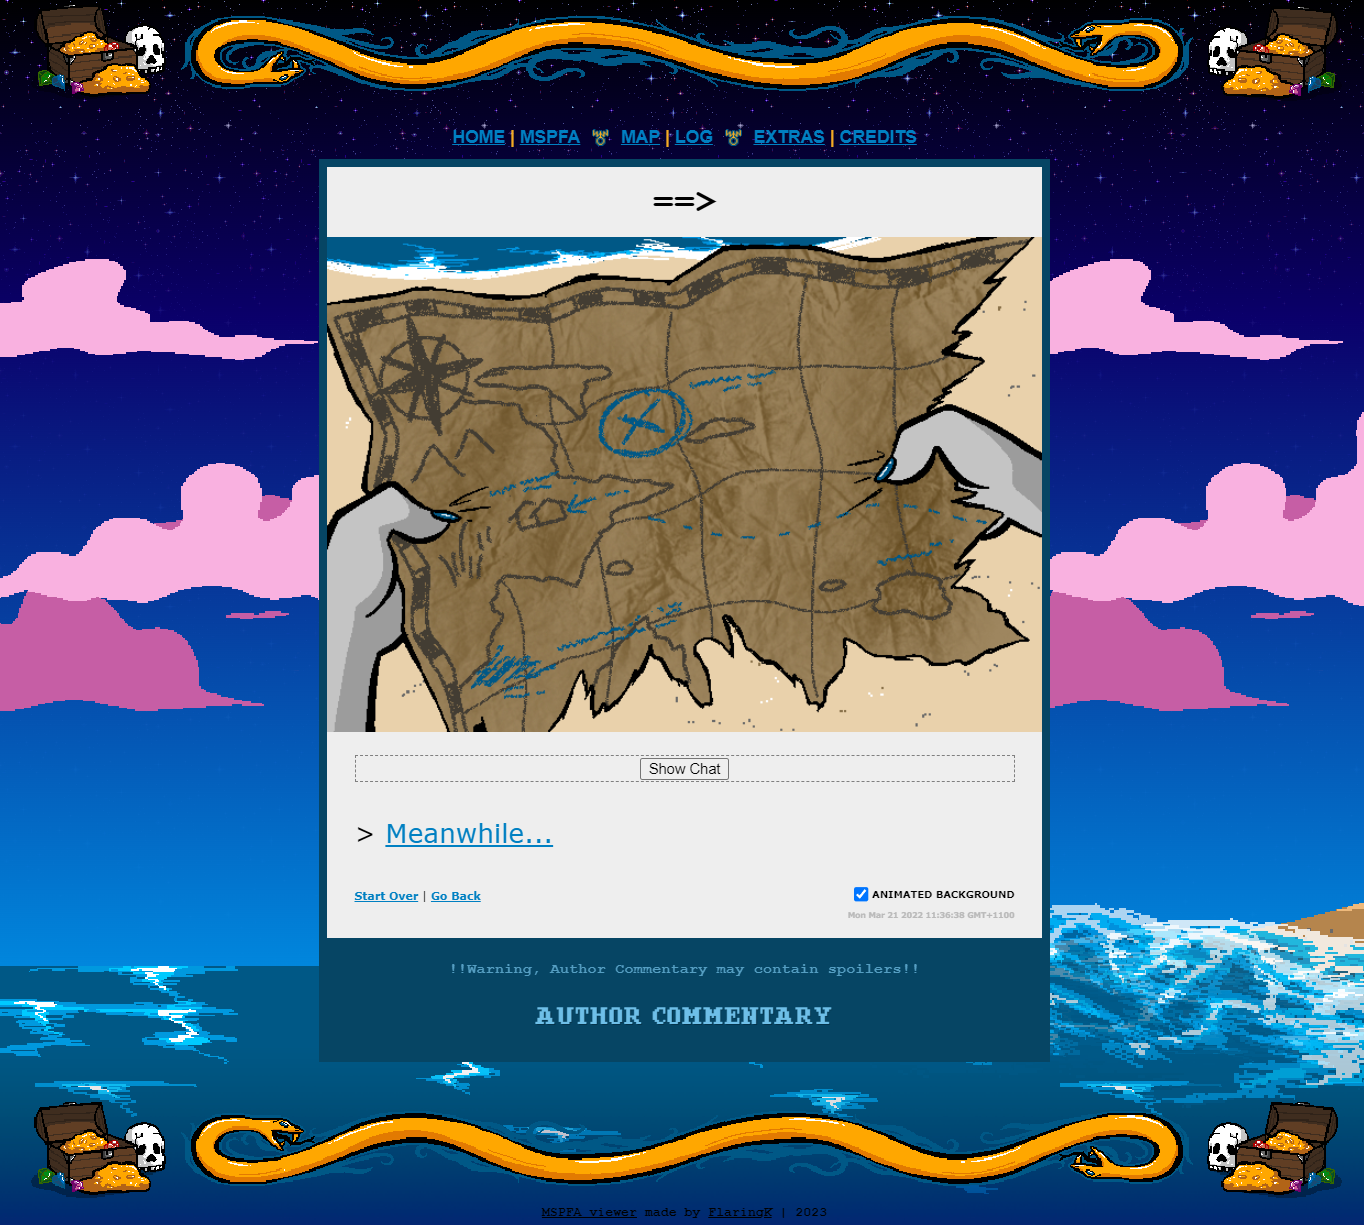 HOME | MSPFA MAP | LOG EXTRAS | CREDITS
==>
Show Chat
> Meanwhile...
Start Over | Go Back
ANIMATED BACKGROUND
Mon Mar 21 2022 11:36:38 GMT+1100
!!Warning, Author Commentary may contain spoilers!!
AUTHOR COMMENTARY
MSPFA viewer made by FlaringK | 2023